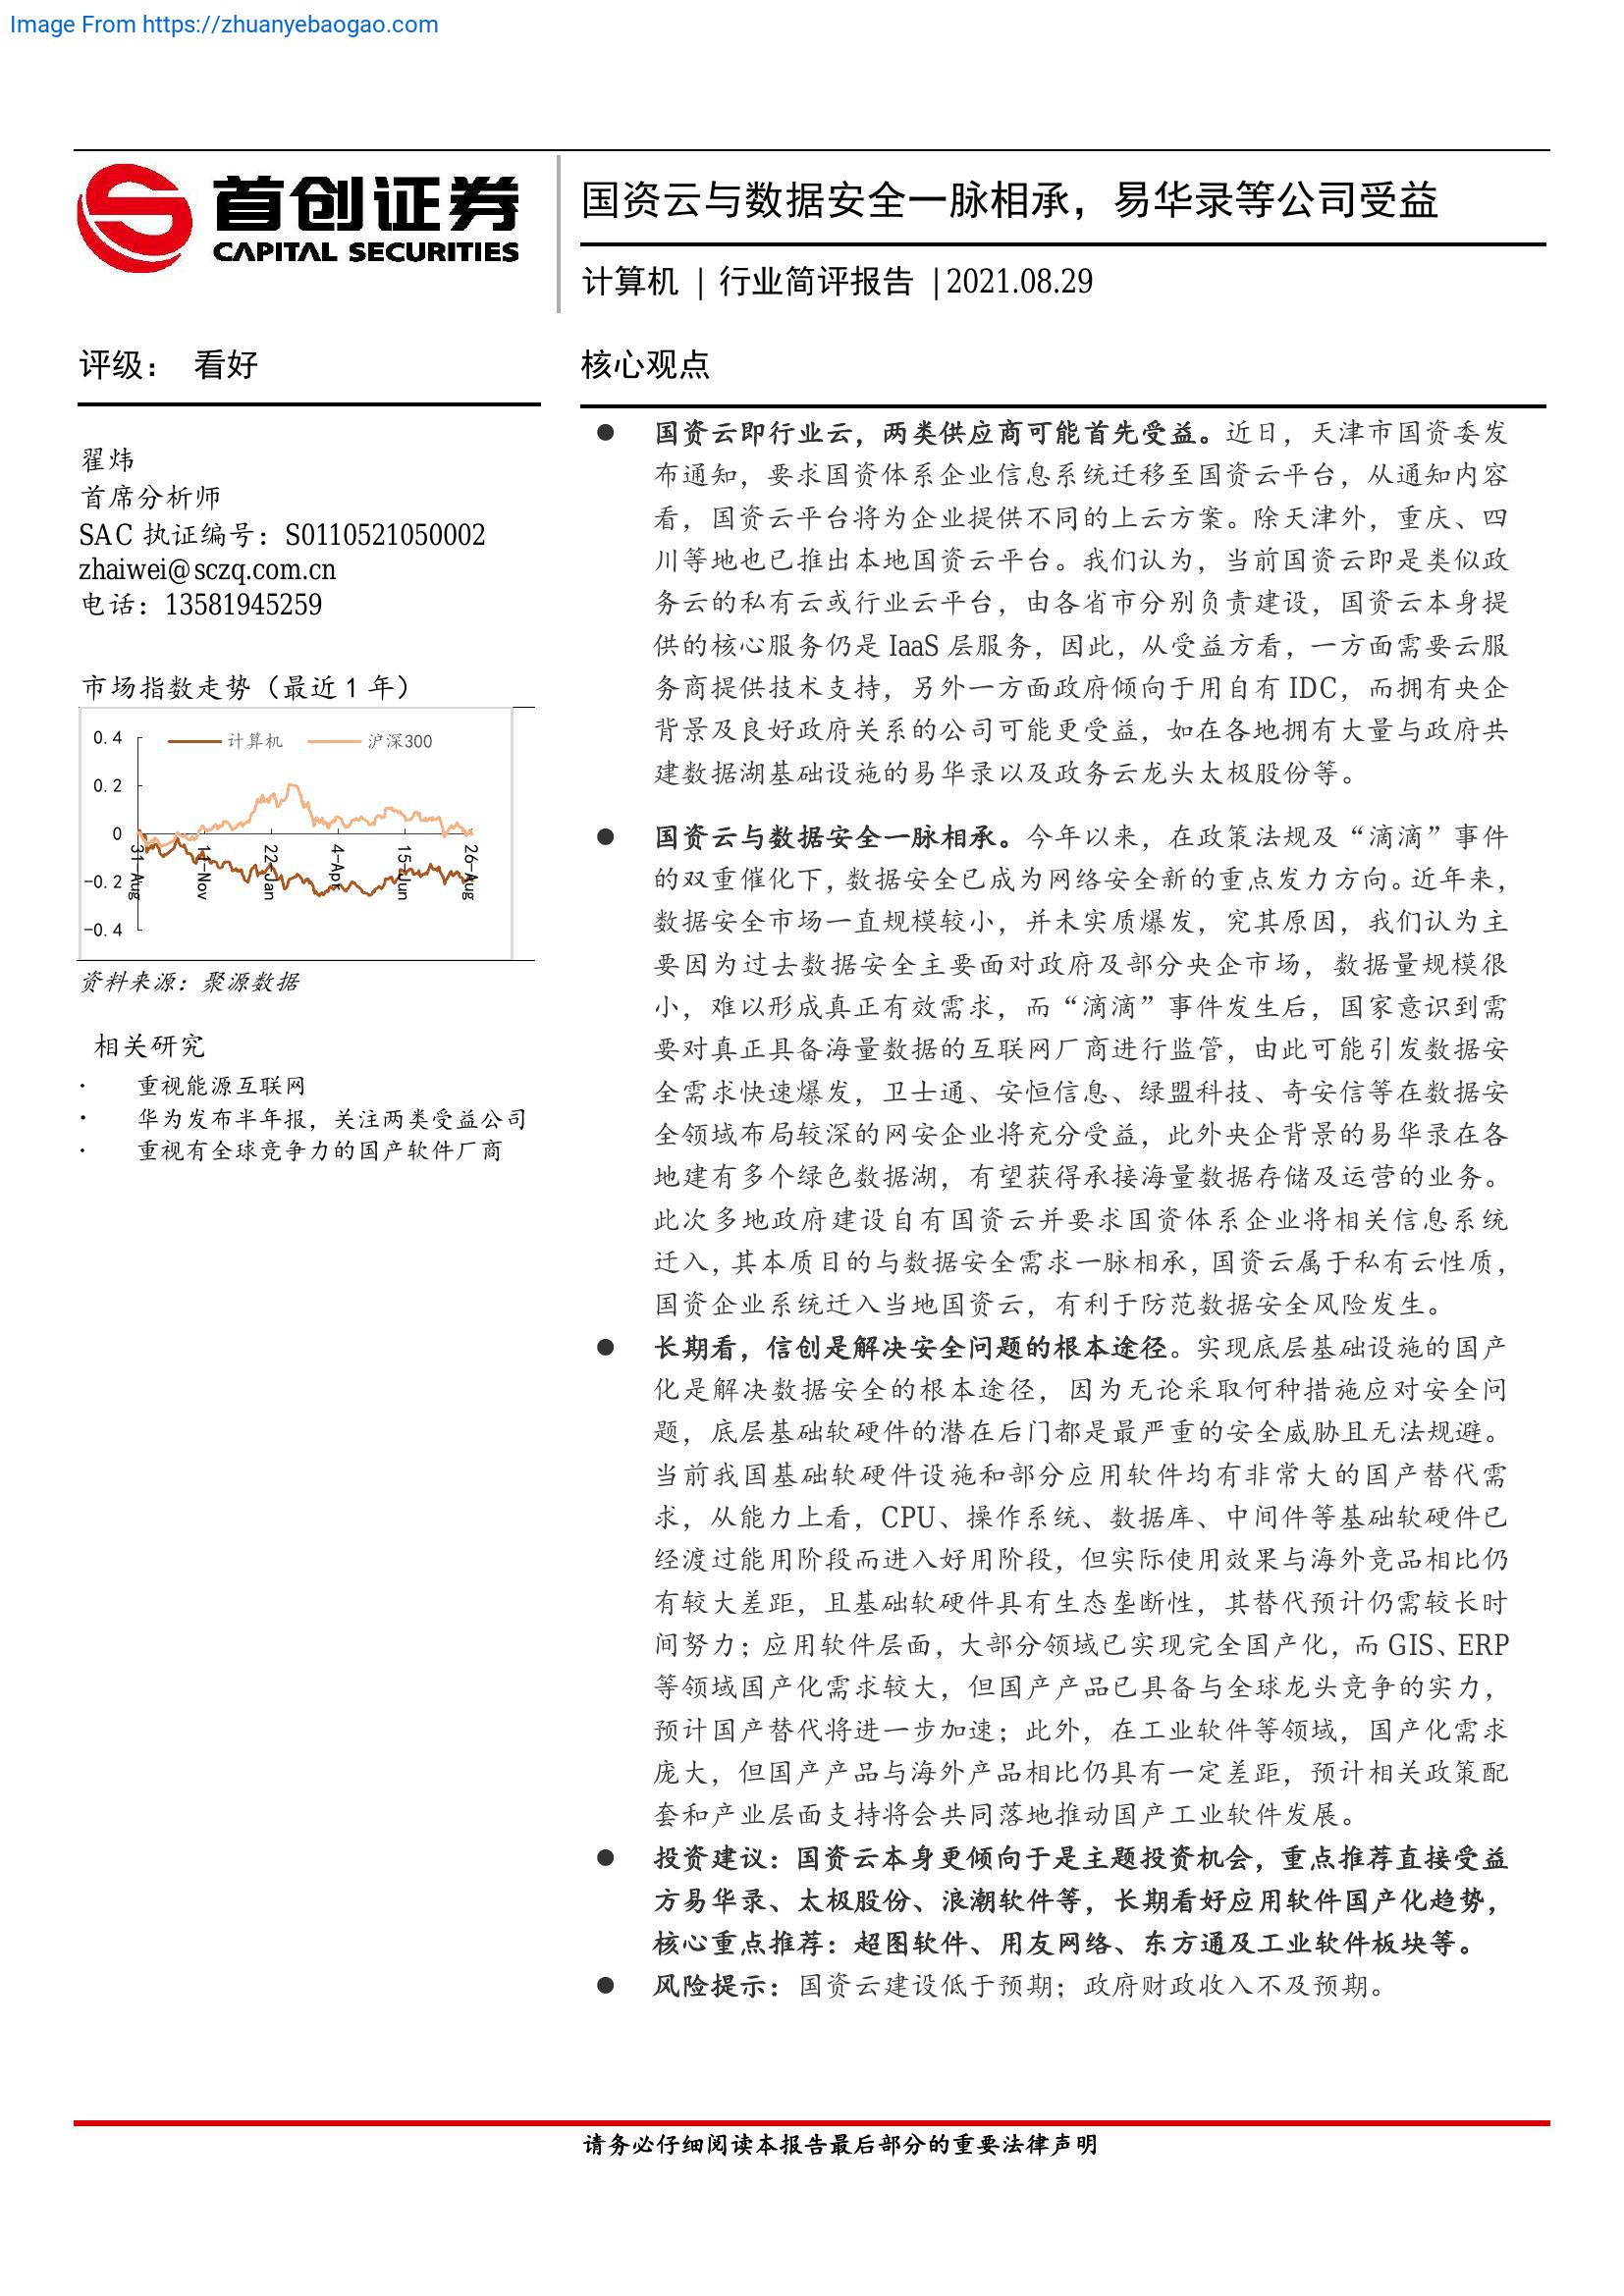 Image From https://zhuanyebaogao.com
首创证券
CAPITAL SECURITIES
国资云与数据安全一脉相承，易华录等公司受益
计算机 | 行业简评报告 |2021.08.29
评级： 看好
翟炜
首席分析师
SAC 执证编号：S0110521050002
zhaiwei@sczq.com.cn
电话：13581945259
市场指数走势（最近 1 年）
计算机 沪深300
0.4
0.2
0
-0.2
-0.4
31-Aug 11-Nov 22-Jan 4-Apr 15-Jun 26-Aug
资料来源：聚源数据
相关研究
· 重视能源互联网
· 华为发布半年报，关注两类受益公司
· 重视有全球竞争力的国产软件厂商
核心观点
● 国资云即行业云，两类供应商可能首先受益。近日，天津市国资委发
布通知，要求国资体系企业信息系统迁移至国资云平台，从通知内容
看，国资云平台将为企业提供不同的上云方案。除天津外，重庆、四
川等地也已推出本地国资云平台。我们认为，当前国资云即是类似政
务云的私有云或行业云平台，由各省市分别负责建设，国资云本身提
供的核心服务仍是 IaaS 层服务，因此，从受益方看，一方面需要云服
务商提供技术支持，另外一方面政府倾向于用自有 IDC，而拥有央企
背景及良好政府关系的公司可能更受益，如在各地拥有大量与政府共
建数据湖基础设施的易华录以及政务云龙头太极股份等。
● 国资云与数据安全一脉相承。今年以来，在政策法规及“滴滴”事件
的双重催化下，数据安全已成为网络安全新的重点发力方向。近年来，
数据安全市场一直规模较小，并未实质爆发，究其原因，我们认为主
要因为过去数据安全主要面对政府及部分央企市场，数据量规模很
小，难以形成真正有效需求，而“滴滴”事件发生后，国家意识到需
要对真正具备海量数据的互联网厂商进行监管，由此可能引发数据安
全需求快速爆发，卫士通、安恒信息、绿盟科技、奇安信等在数据安
全领域布局较深的网安企业将充分受益，此外央企背景的易华录在各
地建有多个绿色数据湖，有望获得承接海量数据存储及运营的业务。
此次多地政府建设自有国资云并要求国资体系企业将相关信息系统
迁入，其本质目的与数据安全需求一脉相承，国资云属于私有云性质，
国资企业系统迁入当地国资云，有利于防范数据安全风险发生。
● 长期看，信创是解决安全问题的根本途径。实现底层基础设施的国产
化是解决数据安全的根本途径，因为无论采取何种措施应对安全问
题，底层基础软硬件的潜在后门都是最严重的安全威胁且无法规避。
当前我国基础软硬件设施和部分应用软件均有非常大的国产替代需
求，从能力上看，CPU、操作系统、数据库、中间件等基础软硬件已
经渡过能用阶段而进入好用阶段，但实际使用效果与海外竞品相比仍
有较大差距，且基础软硬件具有生态垄断性，其替代预计仍需较长时
间努力；应用软件层面，大部分领域已实现完全国产化，而 GIS、ERP
等领域国产化需求较大，但国产产品已具备与全球龙头竞争的实力，
预计国产替代将进一步加速；此外，在工业软件等领域，国产化需求
庞大，但国产产品与海外产品相比仍具有一定差距，预计相关政策配
套和产业层面支持将会共同落地推动国产工业软件发展。
● 投资建议：国资云本身更倾向于是主题投资机会，重点推荐直接受益
方易华录、太极股份、浪潮软件等，长期看好应用软件国产化趋势，
核心重点推荐：超图软件、用友网络、东方通及工业软件板块等。
● 风险提示：国资云建设低于预期；政府财政收入不及预期。
请务必仔细阅读本报告最后部分的重要法律声明